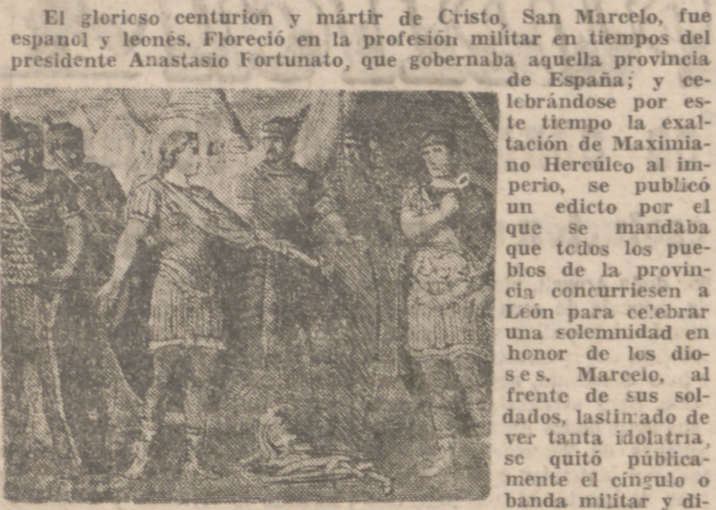 El glorioso centurion y mártir de Cristo, San Marcelo, fue
espanol y leonés. Floreció en la profesión militar en tiempos del
presidente Anastasio Fortunato, que gobernaba aquella provincia
de España; y ce-
lebrándose por es-
te tiempo la exal-
tación de Maximia-
no Hercúleo al im-
perio, se publicó
un edicto por el
que se mandaba
que todos los pue-
blos de la provin-
cia concurriesen a
León para celebrar
una solemnidad en
honor de los dio-
ses. Marcelo, al
frente de sus sol-
dados, lastimado de
ver tanta idolatría,
se quitó pública-
mente el cíngulo o
banda militar y di-